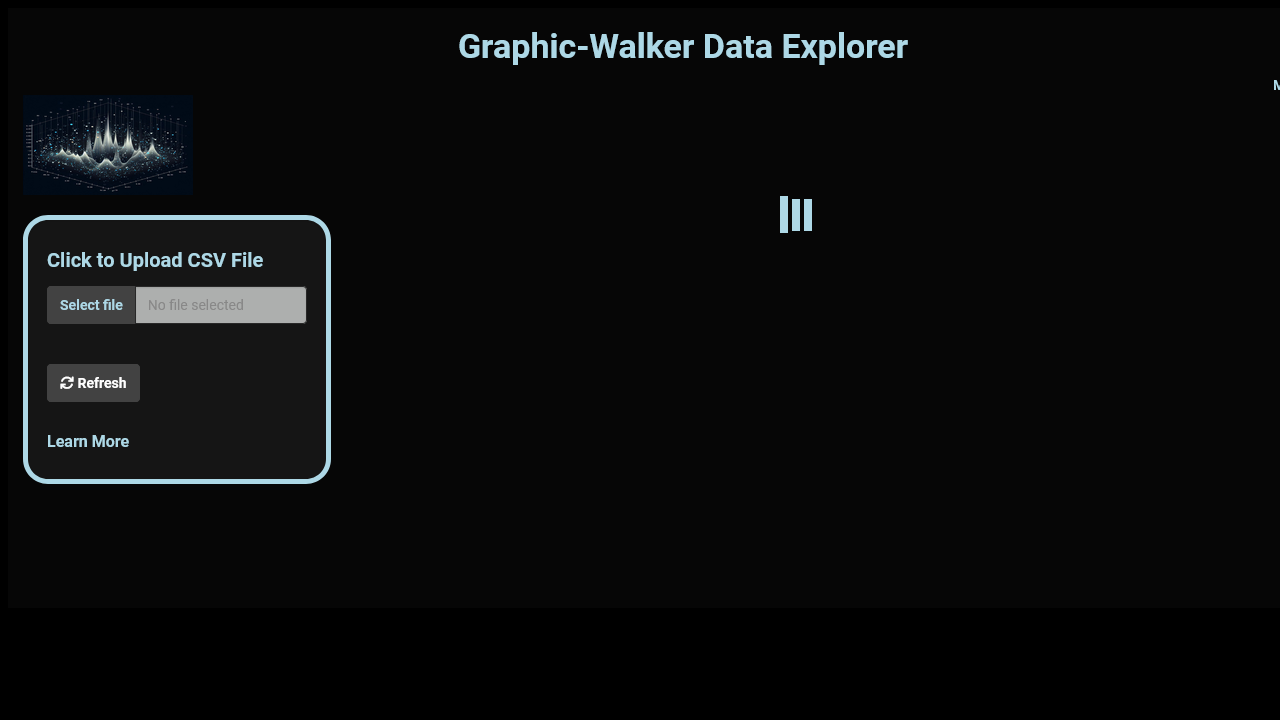 Graphic-Walker Data Explorer
Click to Upload CSV File
Select file
No file selected
Refresh
Learn More